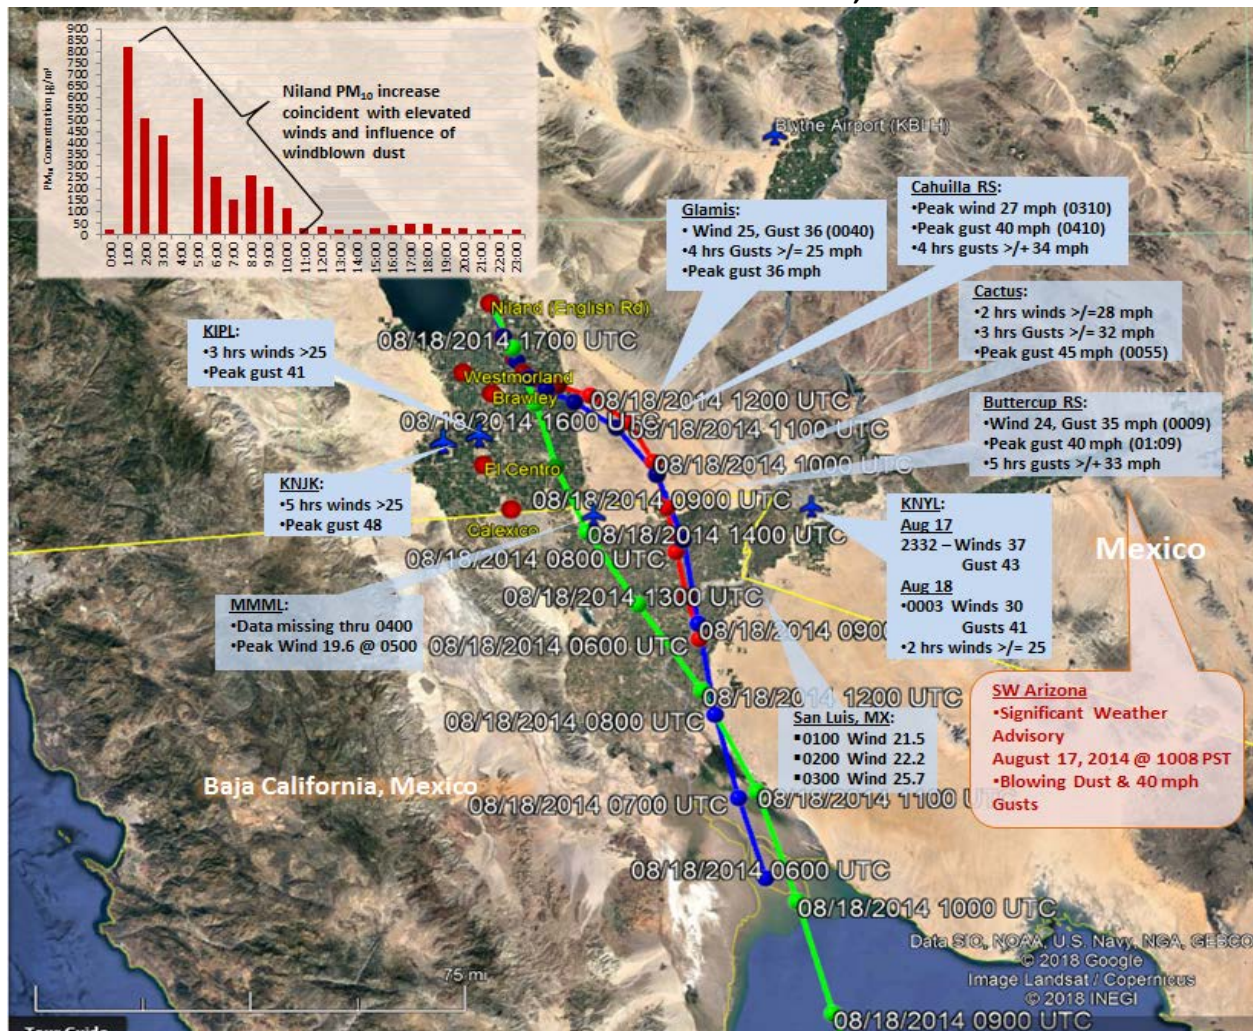 900
850
800
750
700
650
600
550
500
450
400
350
300
250
200
150
100
50
0
PM₁₀ Concentration µg/m³
0:00
1:00
2:00
3:00
4:00
5:00
6:00
7:00
8:00
9:00
10:00
11:00
12:00
13:00
14:00
15:00
16:00
17:00
18:00
19:00
20:00
21:00
22:00
23:00
Niland PM₁₀ increase
coincident with elevated
winds and influence of
windblown dust
Blythe Airport (KBLH)
Glamis:
• Wind 25, Gust 36 (0040)
•4 hrs Gusts >/= 25 mph
•Peak gust 36 mph
Cahuilla RS:
•Peak wind 27 mph (0310)
•Peak gust 40 mph (0410)
•4 hrs gusts >/+ 34 mph
Cactus:
•2 hrs winds >/=28 mph
•3 hrs Gusts >/= 32 mph
•Peak gust 45 mph (0055)
Niland (English Rd)
KIPL:
•3 hrs winds >25
•Peak gust 41
08/18/2014 1700 UTC
Westmorland
Brawley
08/18/2014 1200 UTC
08/18/2014 1600 UTC
08/18/2014 1100 UTC
Buttercup RS:
•Wind 24, Gust 35 mph (0009)
•Peak gust 40 mph (01:09)
•5 hrs gusts >/+ 33 mph
El Centro
08/18/2014 1000 UTC
KNJK:
•5 hrs winds >25
•Peak gust 48
08/18/2014 0900 UTC
Calexico
08/18/2014 1400 UTC
08/18/2014 0800 UTC
KNYL:
Aug 17
2332 – Winds 37
Gust 43
Aug 18
•0003 Winds 30
Gusts 41
•2 hrs winds >/= 25
Mexico
MMML:
•Data missing thru 0400
•Peak Wind 19.6 @ 0500
08/18/2014 1300 UTC
08/18/2014 0900
08/18/2014 0600 UTC
08/18/2014 1200 UTC
08/18/2014 0800 UTC
San Luis, MX:
▪0100 Wind 21.5
▪0200 Wind 22.2
▪0300 Wind 25.7
SW Arizona
•Significant Weather
Advisory
August 17, 2014 @ 1008 PST
•Blowing Dust & 40 mph
Gusts
Baja California, Mexico
08/18/2014 0700 UTC
08/18/2014 1100 UTC
08/18/2014 0600 UTC
08/18/2014 1000 UTC
Data SIO, NOAA, U.S. Navy, NGA, GEBCO
© 2018 Google
Image Landsat / Copernicus
© 2018 INEGI
75 mi
Tour Guide
08/18/2014 0900 UTC